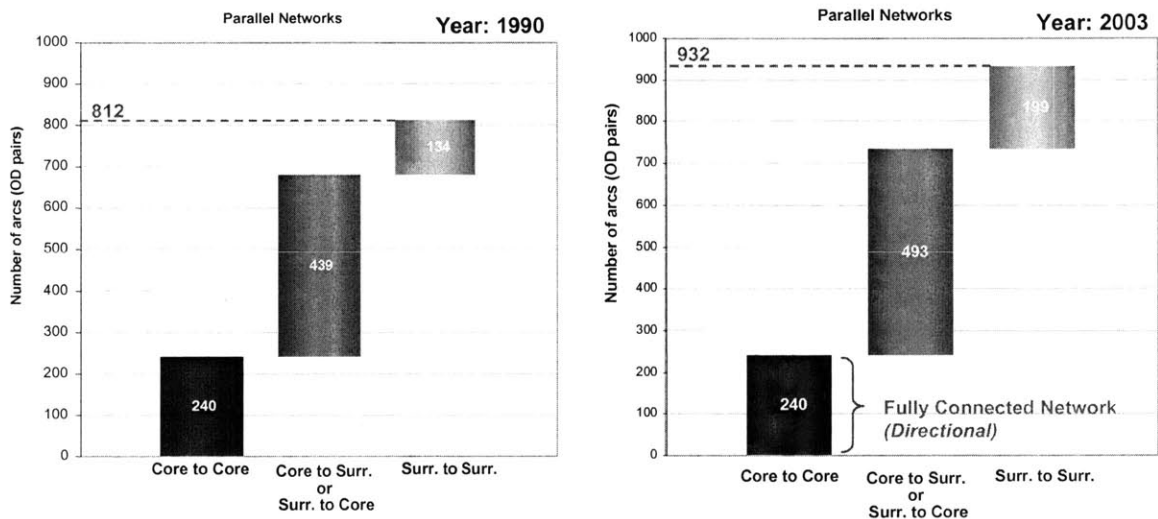 Parallel Networks
Year: 1990
Number of arcs (OD pairs)
1000
900
812
800
700
600
500
400
300
200
100
0
134
439
240
Core to Core
Core to Surr.
or
Surr. to Core
Surr. to Surr.
Parallel Networks
Year: 2003
Number of arcs (OD pairs)
1000
932
900
800
700
600
500
400
300
200
100
0
199
493
240
Fully Connected Network
(Directional)
Core to Core
Core to Surr.
or
Surr. to Core
Surr. to Surr.